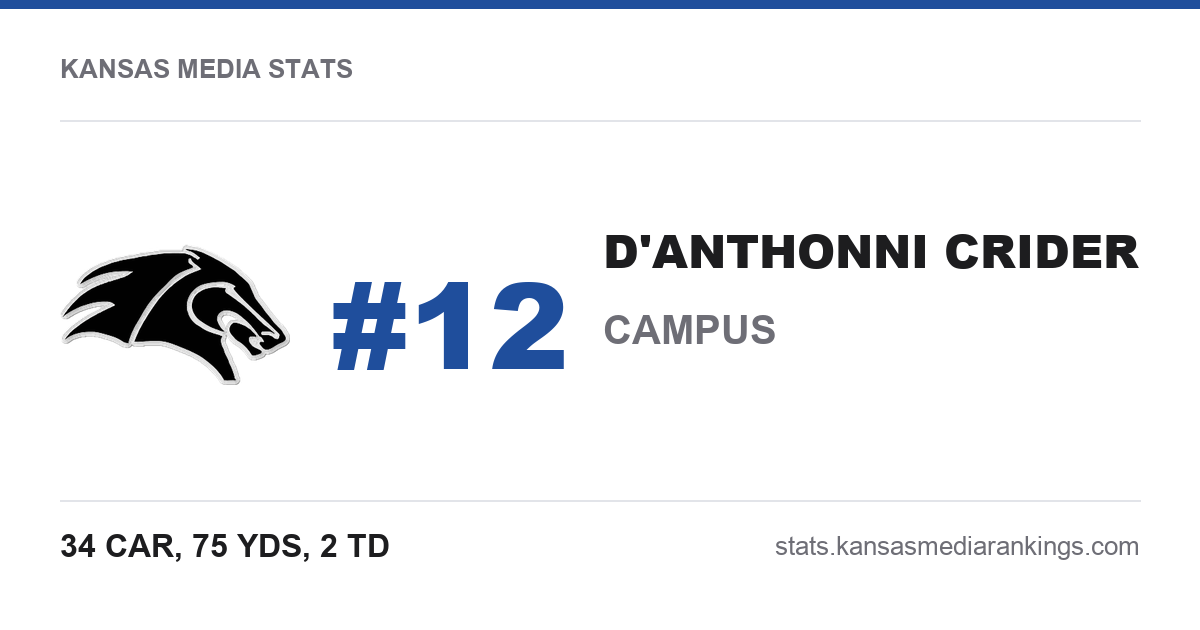 KANSAS MEDIA STATS
#12
D'ANTHONNI CRIDER
CAMPUS
34 CAR, 75 YDS, 2 TD
stats.kansasmediarankings.com